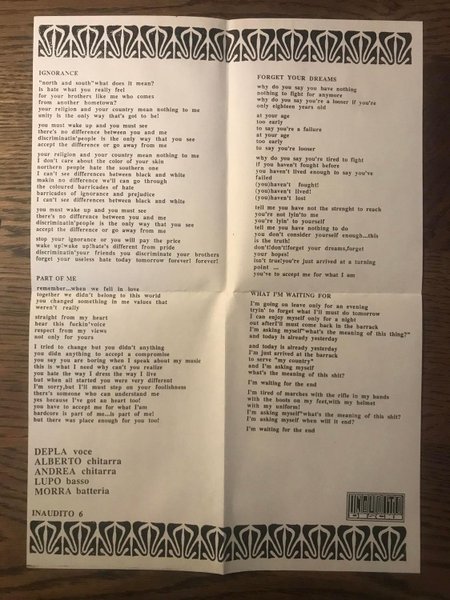 IGNORANCE
"north and south"what does it mean?
Is hate what you really feel
for your brothers like me who comes
from another hometown?
your religion and your country mean nothing to me
unity is the only way that's got to be!
you must wake up and you must see
there's no difference between you and me
discriminatin'people is the only way that you see
accept the difference or go away from me
your religion and your country mean nothing to me
I don't care about the color of your skin
northern people hate the southern one
I can't see differences between black and white
makin no difference we'll can go through
the coloured barricades of hate
barricades of ignorance and prejudice
I can't see differences between black and white
you must wake up and you must see
there's no difference between you and me
discriminatin'people is the only way that you see
accept the difference or go away from me
stop your ignorance or you will pay the price
wake up!wake up!hate's different from pride
discriminatin'your friends you discriminate your brothers
forget your useless hate today tomorrow forever! forever!
PART OF ME
remember...when we fell in love
together we didn't belong to this world
you changed something in me values that
weren't really
straight from my heart
hear this fuckin'voice
respect from my views
not only for yours
I tried to change but you didn't anything
you didn anything to accept a compromise
you say you are boring when I speak about my music
this is what I need why can't you realize
you hate the way I dress the way I live
but when all started you were very different
I'm sorry,but I'll must step on your foolishness
there's someone who can understand me
yes because I've got an heart too!
you have to accept me for what I'am
hardcore is part of me...is part of me!
but there was place enough for you too!
DEPLA voce
ALBERTO chitarra
ANDREA chitarra
LUPO basso
MORRA batteria
INAUDITO 6
FORGET YOUR DREAMS
why do you say you have nothing
nothing to fight for anymore
why do you say you're a looser if you're
only eighteen years old
at your age
too early
to say you're a failure
at your age
too early
to say you're looser
why do you say you're tired to fight
if you haven't fought before
you haven't lived enough to say you've
failed
(you)haven't fought!
(you)haven't lived!
(you)haven't lost
tell me you have not the strenght to reach
you're not lyin'to me
you're lyin' to yourself
tell me you have nothing to do
you don't consider yourself enough...this
is the truth!
don't!don't!forget your dreams,forget
your hopes!
isn't true!you're just arrived at a turning
point ...
you've to accept me for what I am
WHAT I'M WAITING FOR
I'm going on leave only for an evening
tryin' to forget what I'll must do tomorrow
I can enjoy myself only for a night
out after I'll must come back in the barrack
I'm asking myself"what's the meaning of this thing?"
and today is already yesterday
and today is already yesterday
I'm just arrived at the barrack
to serve "my country"
and I'm asking myself
what's the meaning of this shit?
I'm waiting for the end
I'm tired of marches with the rifle in my hands
with the boots on my feet,with my helmet
with my uniform!
I'm asking myself"what's the meaning of this shit?
I'm asking myself when will it end?
I'm waiting for the end
INAUDITO